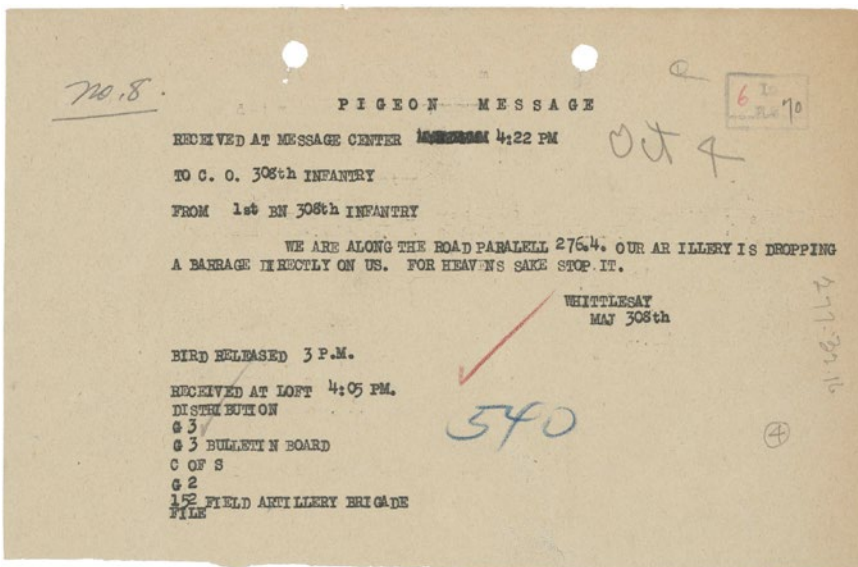 no. 8.
PIGEON MESSAGE
6
70
RECEIVED AT MESSAGE CENTER 4:22 PM
Oct 4
TO C. O. 308th INFANTRY
FROM 1st BN 308th INFANTRY
WE ARE ALONG THE ROAD PARALELL 276.4. OUR AR ILLERY IS DROPPING
A BARRAGE DIRECTLY ON US. FOR HEAVENS SAKE STOP IT.
WHITTLESAY
MAJ 308th
BIRD RELEASED 3 P.M.
RECEIVED AT LOFT 4:05 PM.
DISTRIBUTION
G 3
G 3 BULLETIN BOARD
C OF S
G 2
152 FIELD ARTILLERY BRIGADE
FILE
540
4